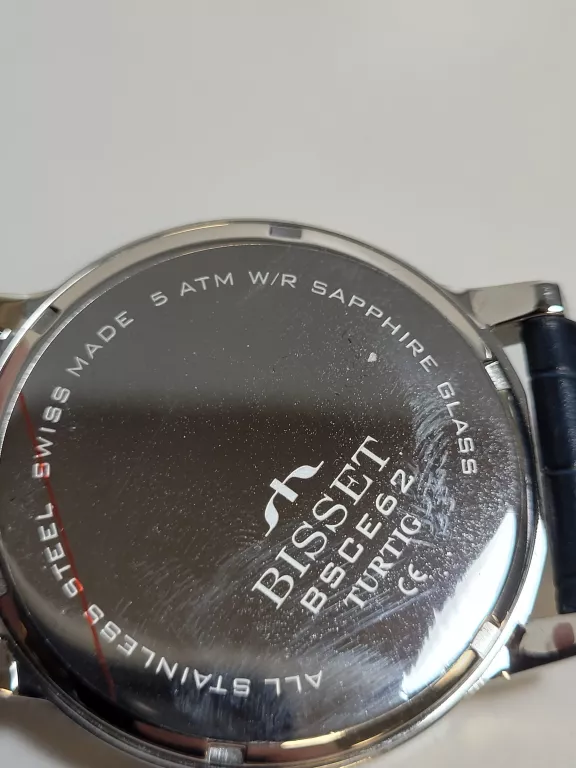 ALL STAINLESS STEEL SWISS MADE 5 ATM W/R SAPPHIRE GLASS
BISSET
BSCE62
TURTIG
CE